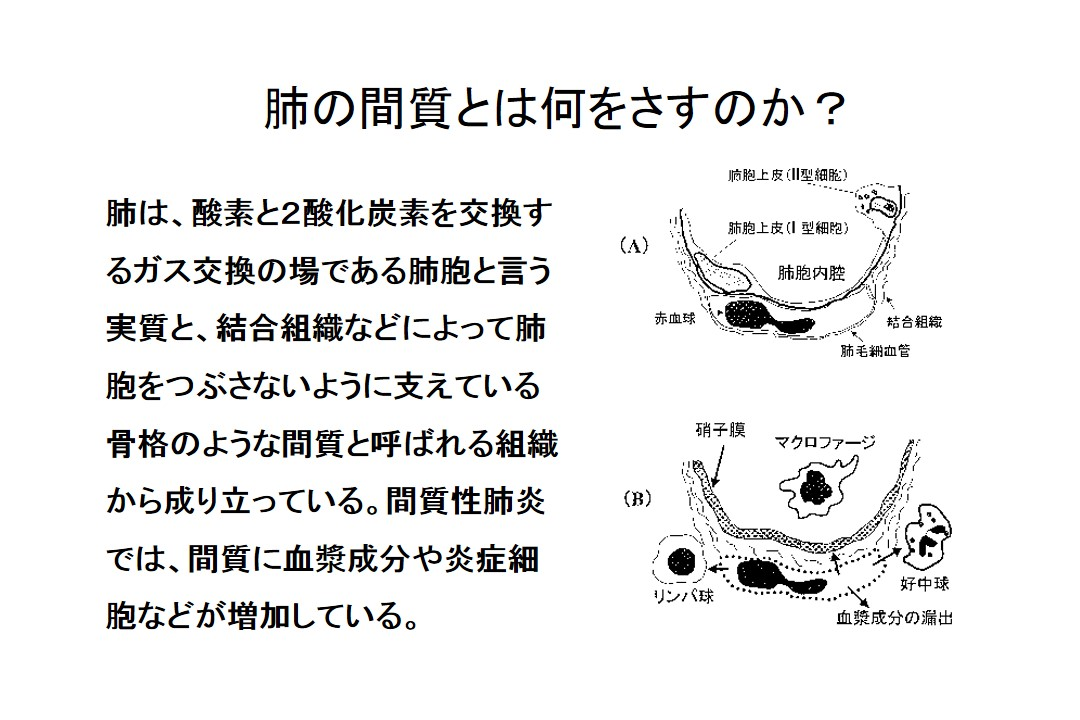 肺の間質とは何をさすのか？
肺は、酸素と２酸化炭素を交換す
るガス交換の場である肺胞と言う
実質と、結合組織などによって肺
胞をつぶさないように支えている
骨格のような間質と呼ばれる組織
から成り立っている。間質性肺炎
では、間質に血漿成分や炎症細
胞などが増加している。
(A)
肺胞上皮(II型細胞)
肺胞上皮(I型細胞)
肺胞内腔
赤血球
結合組織
肺毛細血管
(B)
硝子膜
マクロファージ
リンパ球
好中球
血漿成分の漏出